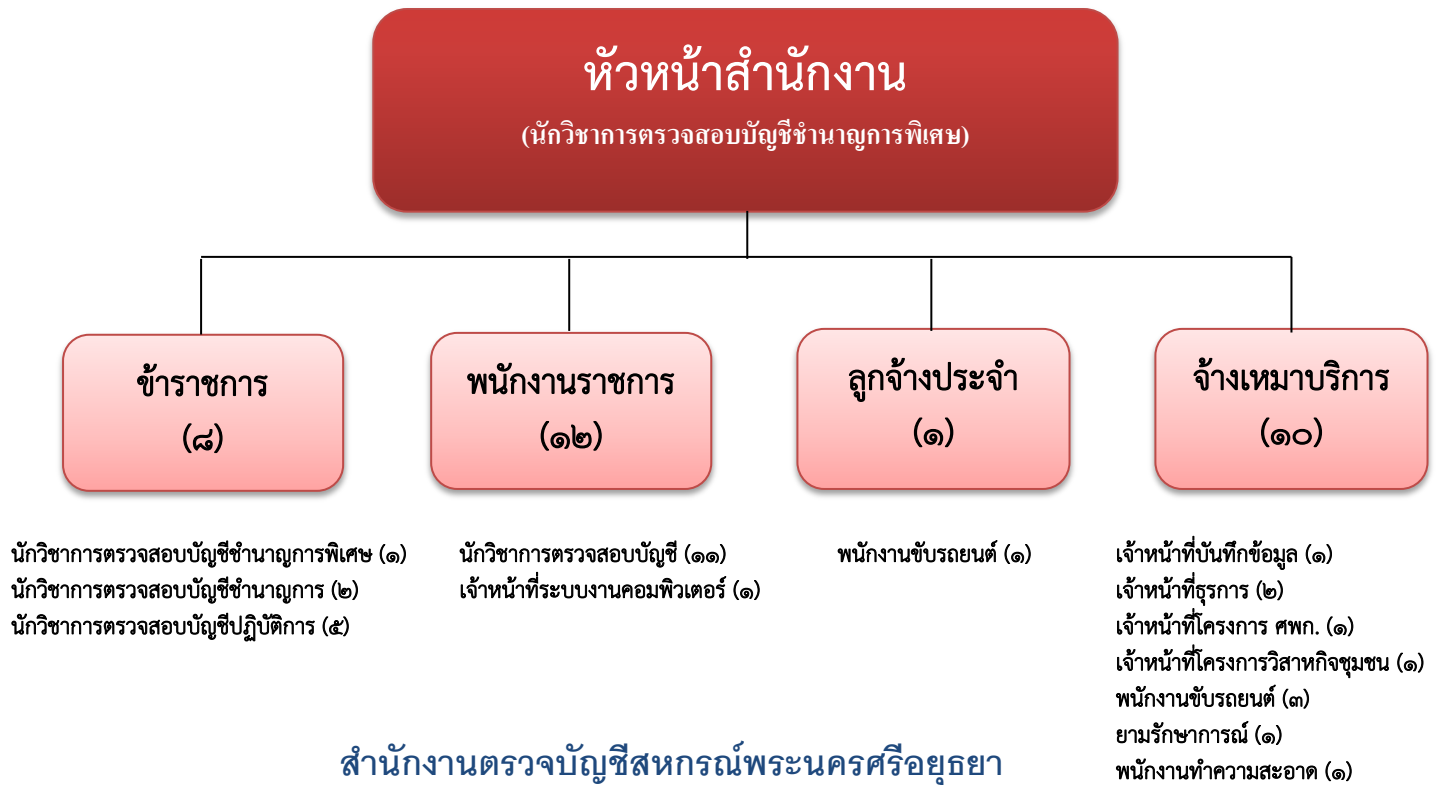 หัวหน้าสำนักงาน
(นักวิชาการตรวจสอบบัญชีชำนาญการพิเศษ)
ข้าราชการ
(๘)
พนักงานราชการ
(๑๒)
ลูกจ้างประจำ
(๑)
จ้างเหมาบริการ
(๑๐)
นักวิชาการตรวจสอบบัญชีชำนาญการพิเศษ (๑)
นักวิชาการตรวจสอบบัญชีชำนาญการ (๒)
นักวิชาการตรวจสอบบัญชีปฏิบัติการ (๕)
นักวิชาการตรวจสอบบัญชี (๑๑)
เจ้าหน้าที่ระบบงานคอมพิวเตอร์ (๑)
พนักงานขับรถยนต์ (๑)
เจ้าหน้าที่บันทึกข้อมูล (๑)
เจ้าหน้าที่ธุรการ (๒)
เจ้าหน้าที่โครงการ ศพก. (๑)
เจ้าหน้าที่โครงการวิสาหกิจชุมชน (๑)
พนักงานขับรถยนต์ (๓)
ยามรักษาการณ์ (๑)
พนักงานทำความสะอาด (๑)
สำนักงานตรวจบัญชีสหกรณ์พระนครศรีอยุธยา